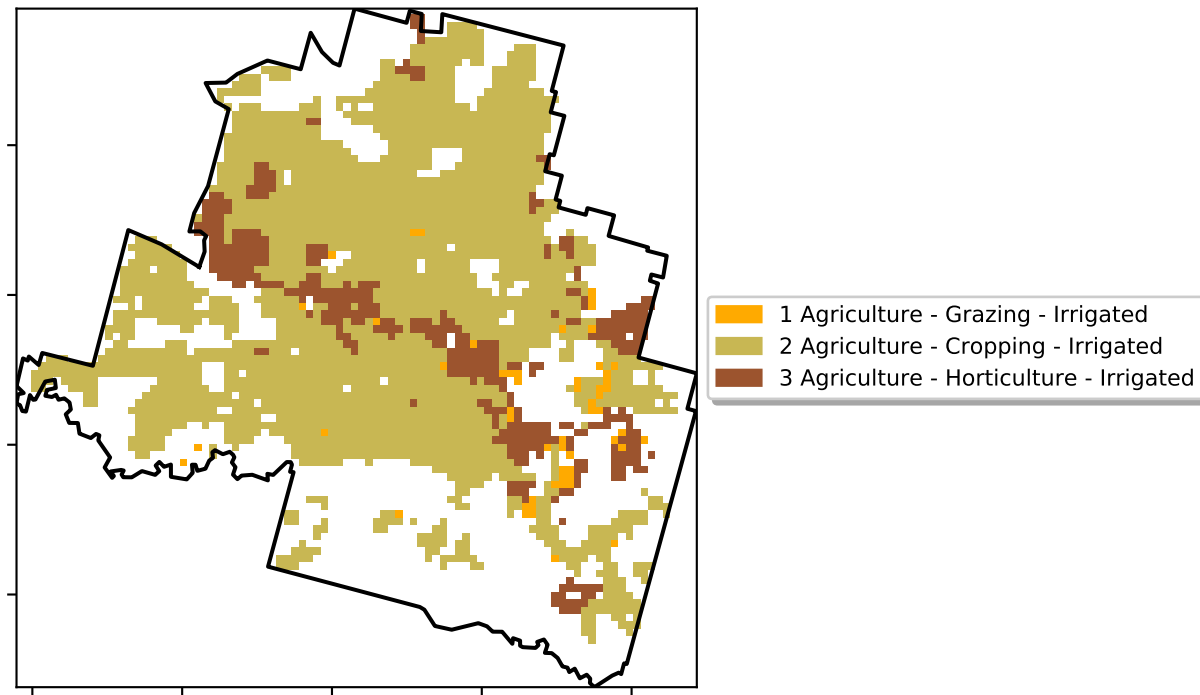 1 Agriculture - Grazing - Irrigated
2 Agriculture - Cropping - Irrigated
3 Agriculture - Horticulture - Irrigated